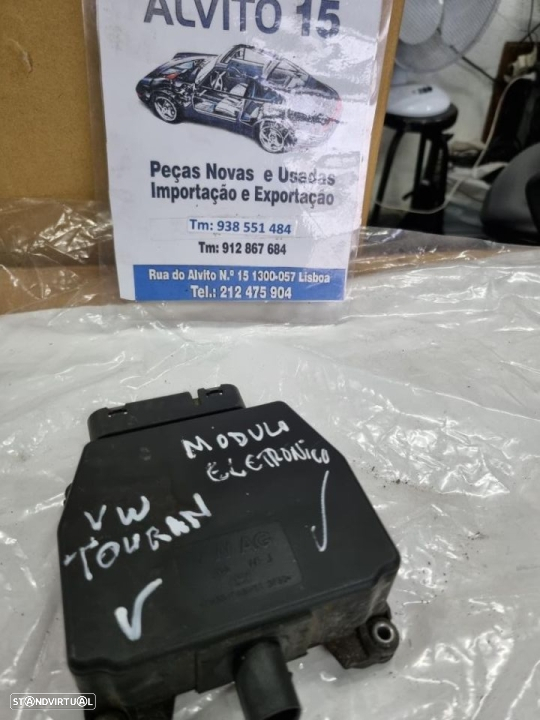 ALVITO 15
Peças Novas e Usadas
Importação e Exportação
Tm: 938 551 484
Tm: 912 867 684
Rua do Alvito N.º 15 1300-057 Lisboa
Tel.: 212 475 904
MODULO
ELETRONICO
VW
TOURAN
STANDVIRTUAL